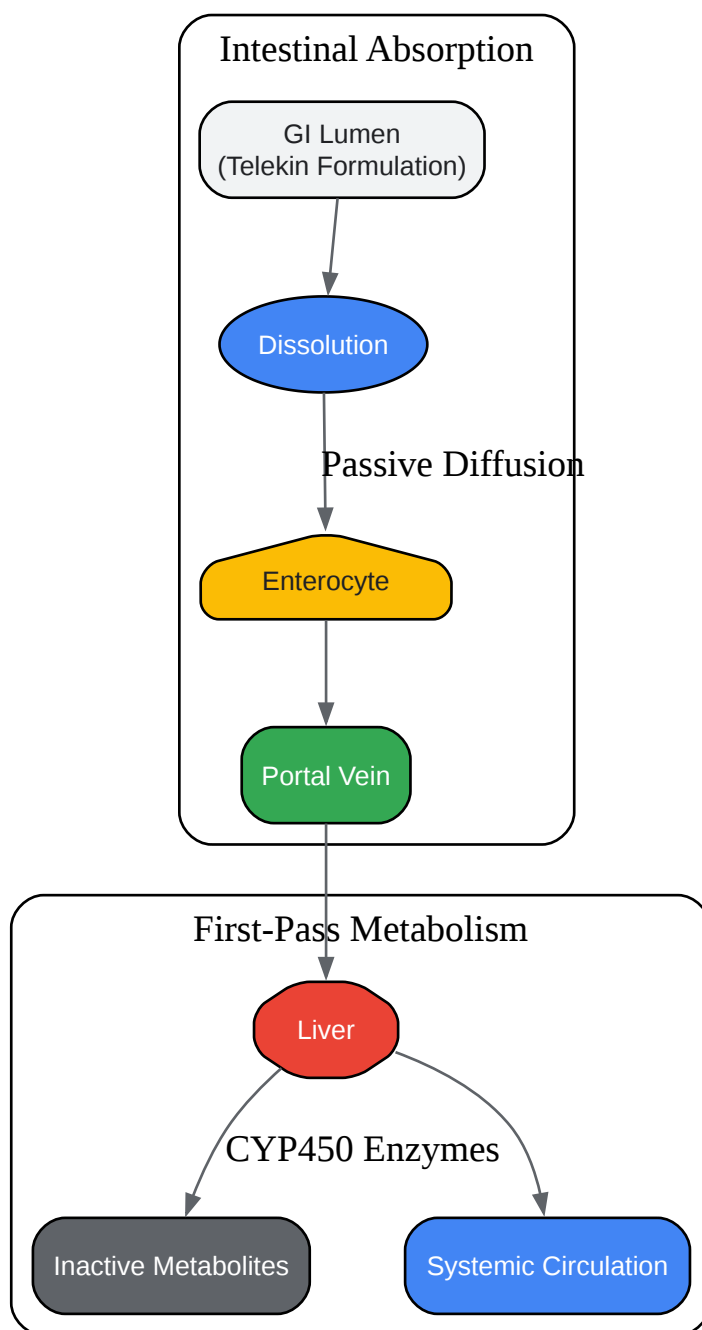 Intestinal Absorption
GI Lumen
(Telekin Formulation)
Dissolution
Passive Diffusion
Enterocyte
Portal Vein
First-Pass Metabolism
Liver
CYP450 Enzymes
Inactive Metabolites
Systemic Circulation